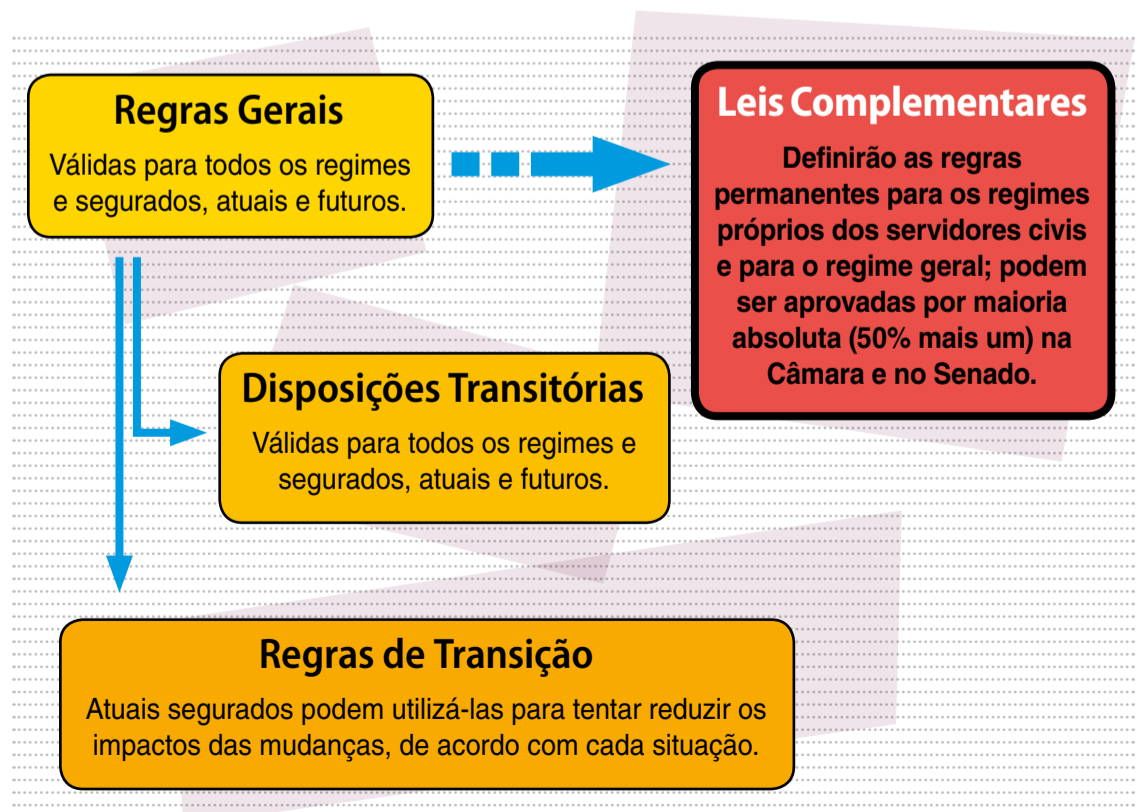 Regras Gerais
Válidas para todos os regimes
e segurados, atuais e futuros.
Leis Complementares
Definirão as regras
permanentes para os regimes
próprios dos servidores civis
e para o regime geral; podem
ser aprovadas por maioria
absoluta (50% mais um) na
Câmara e no Senado.
Disposições Transitórias
Válidas para todos os regimes e
segurados, atuais e futuros.
Regras de Transição
Atuais segurados podem utilizá-las para tentar reduzir os
impactos das mudanças, de acordo com cada situação.